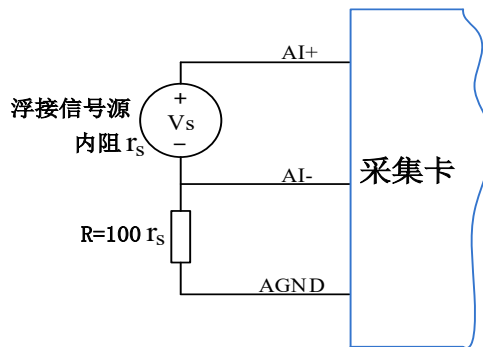 AI+
浮接信号源
内阻 rs
+
Vs
−
AI-
采集卡
R=100 rs
AGND